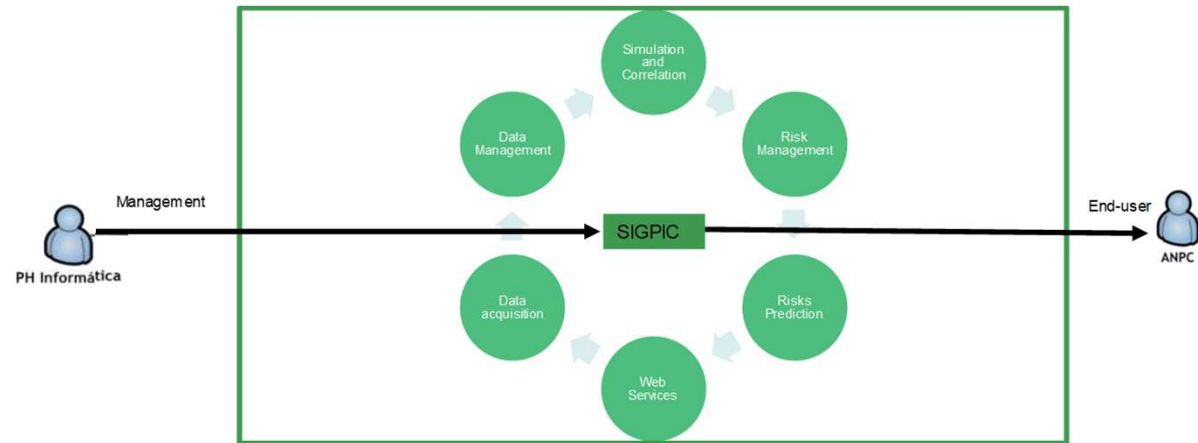 Simulation
and
Correlation
Data
Management
Risk
Management
Management
End-user
SIGPIC
PH Informática
ANPC
Data
acquisition
Risks
Prediction
Web
Services